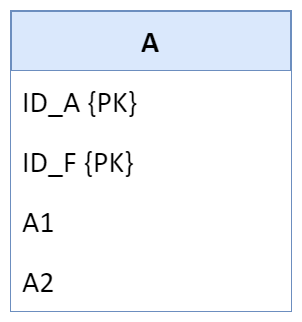 A
ID_A {PK}
ID_F {PK}
A1
A2